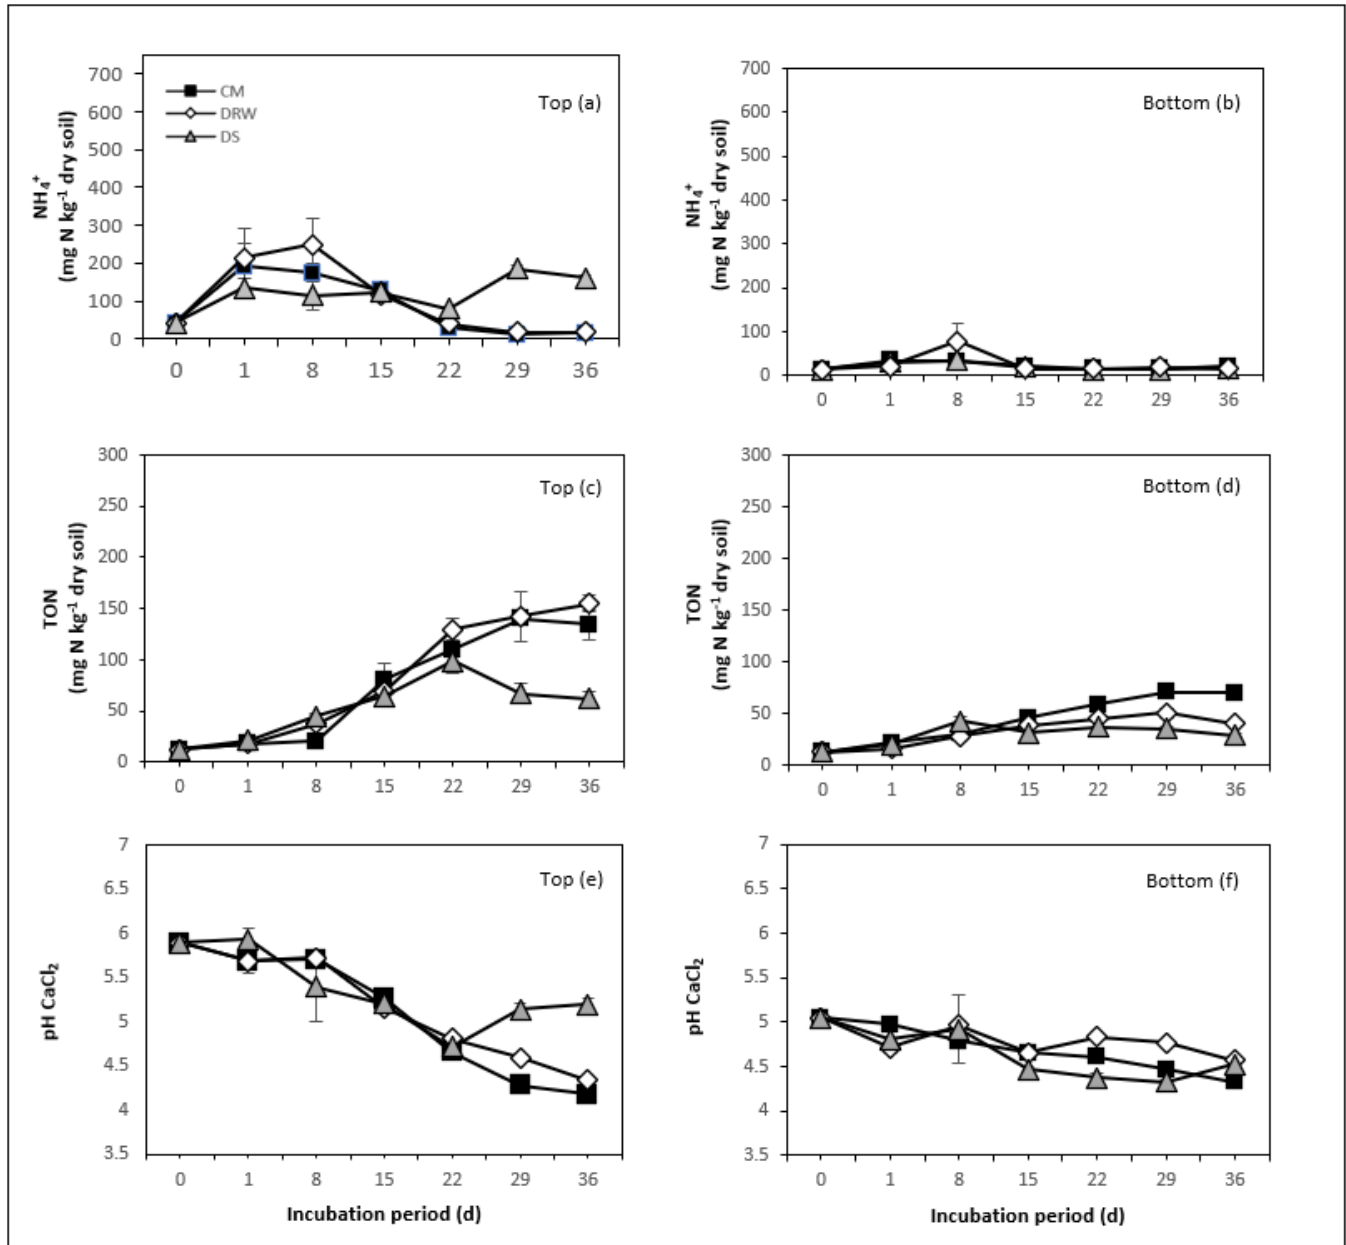 Top (a)
CM
DRW
DS
NH₄⁺
(mg N kg⁻¹ dry soil)
700
600
500
400
300
200
100
0
0 1 8 15 22 29 36
Bottom (b)
NH₄⁺
(mg N kg⁻¹ dry soil)
700
600
500
400
300
200
100
0
0 1 8 15 22 29 36
Top (c)
TON
(mg N kg⁻¹ dry soil)
300
250
200
150
100
50
0
0 1 8 15 22 29 36
Bottom (d)
TON
(mg N kg⁻¹ dry soil)
300
250
200
150
100
50
0
0 1 8 15 22 29 36
Top (e)
pH CaCl₂
7
6.5
6
5.5
5
4.5
4
3.5
0 1 8 15 22 29 36
Incubation period (d)
Bottom (f)
pH CaCl₂
7
6.5
6
5.5
5
4.5
4
3.5
0 1 8 15 22 29 36
Incubation period (d)